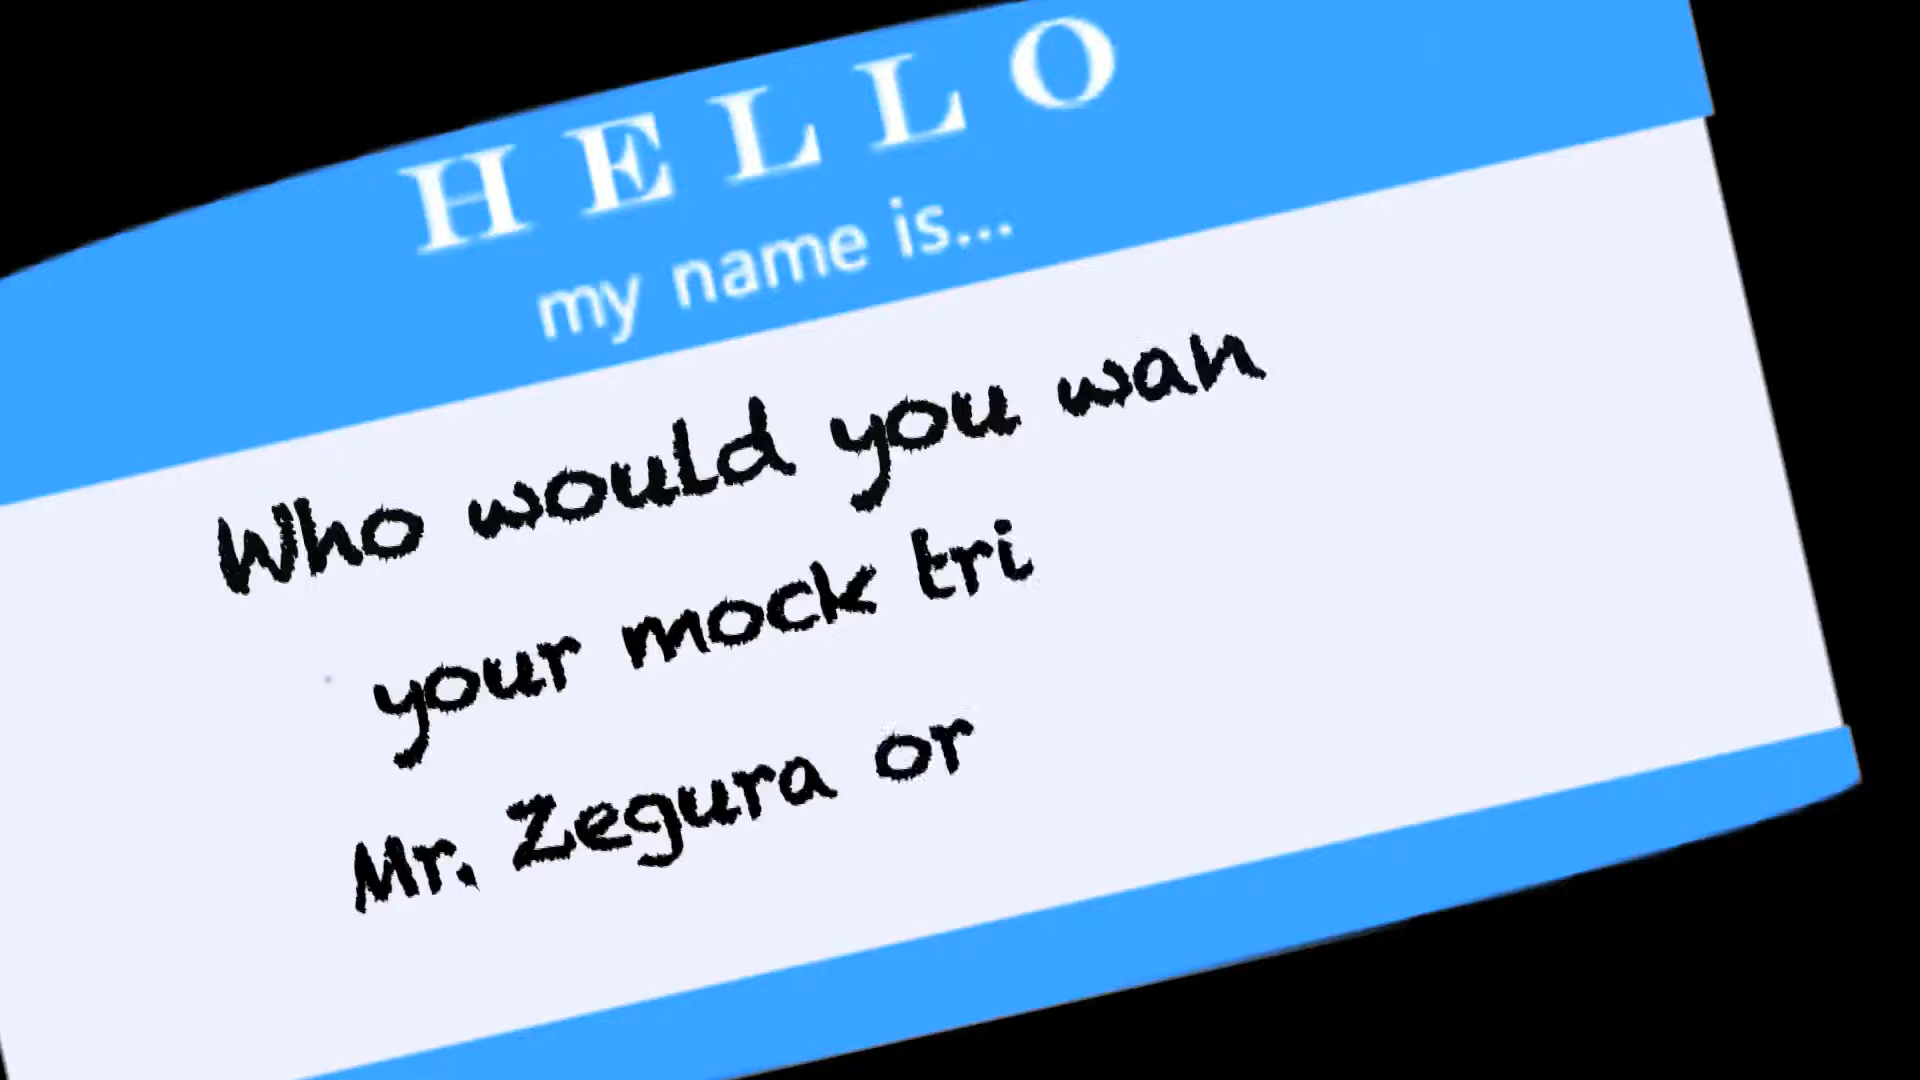 HELLO
my name is...
Who would you wan
your mock tri
Mr. Zegura or